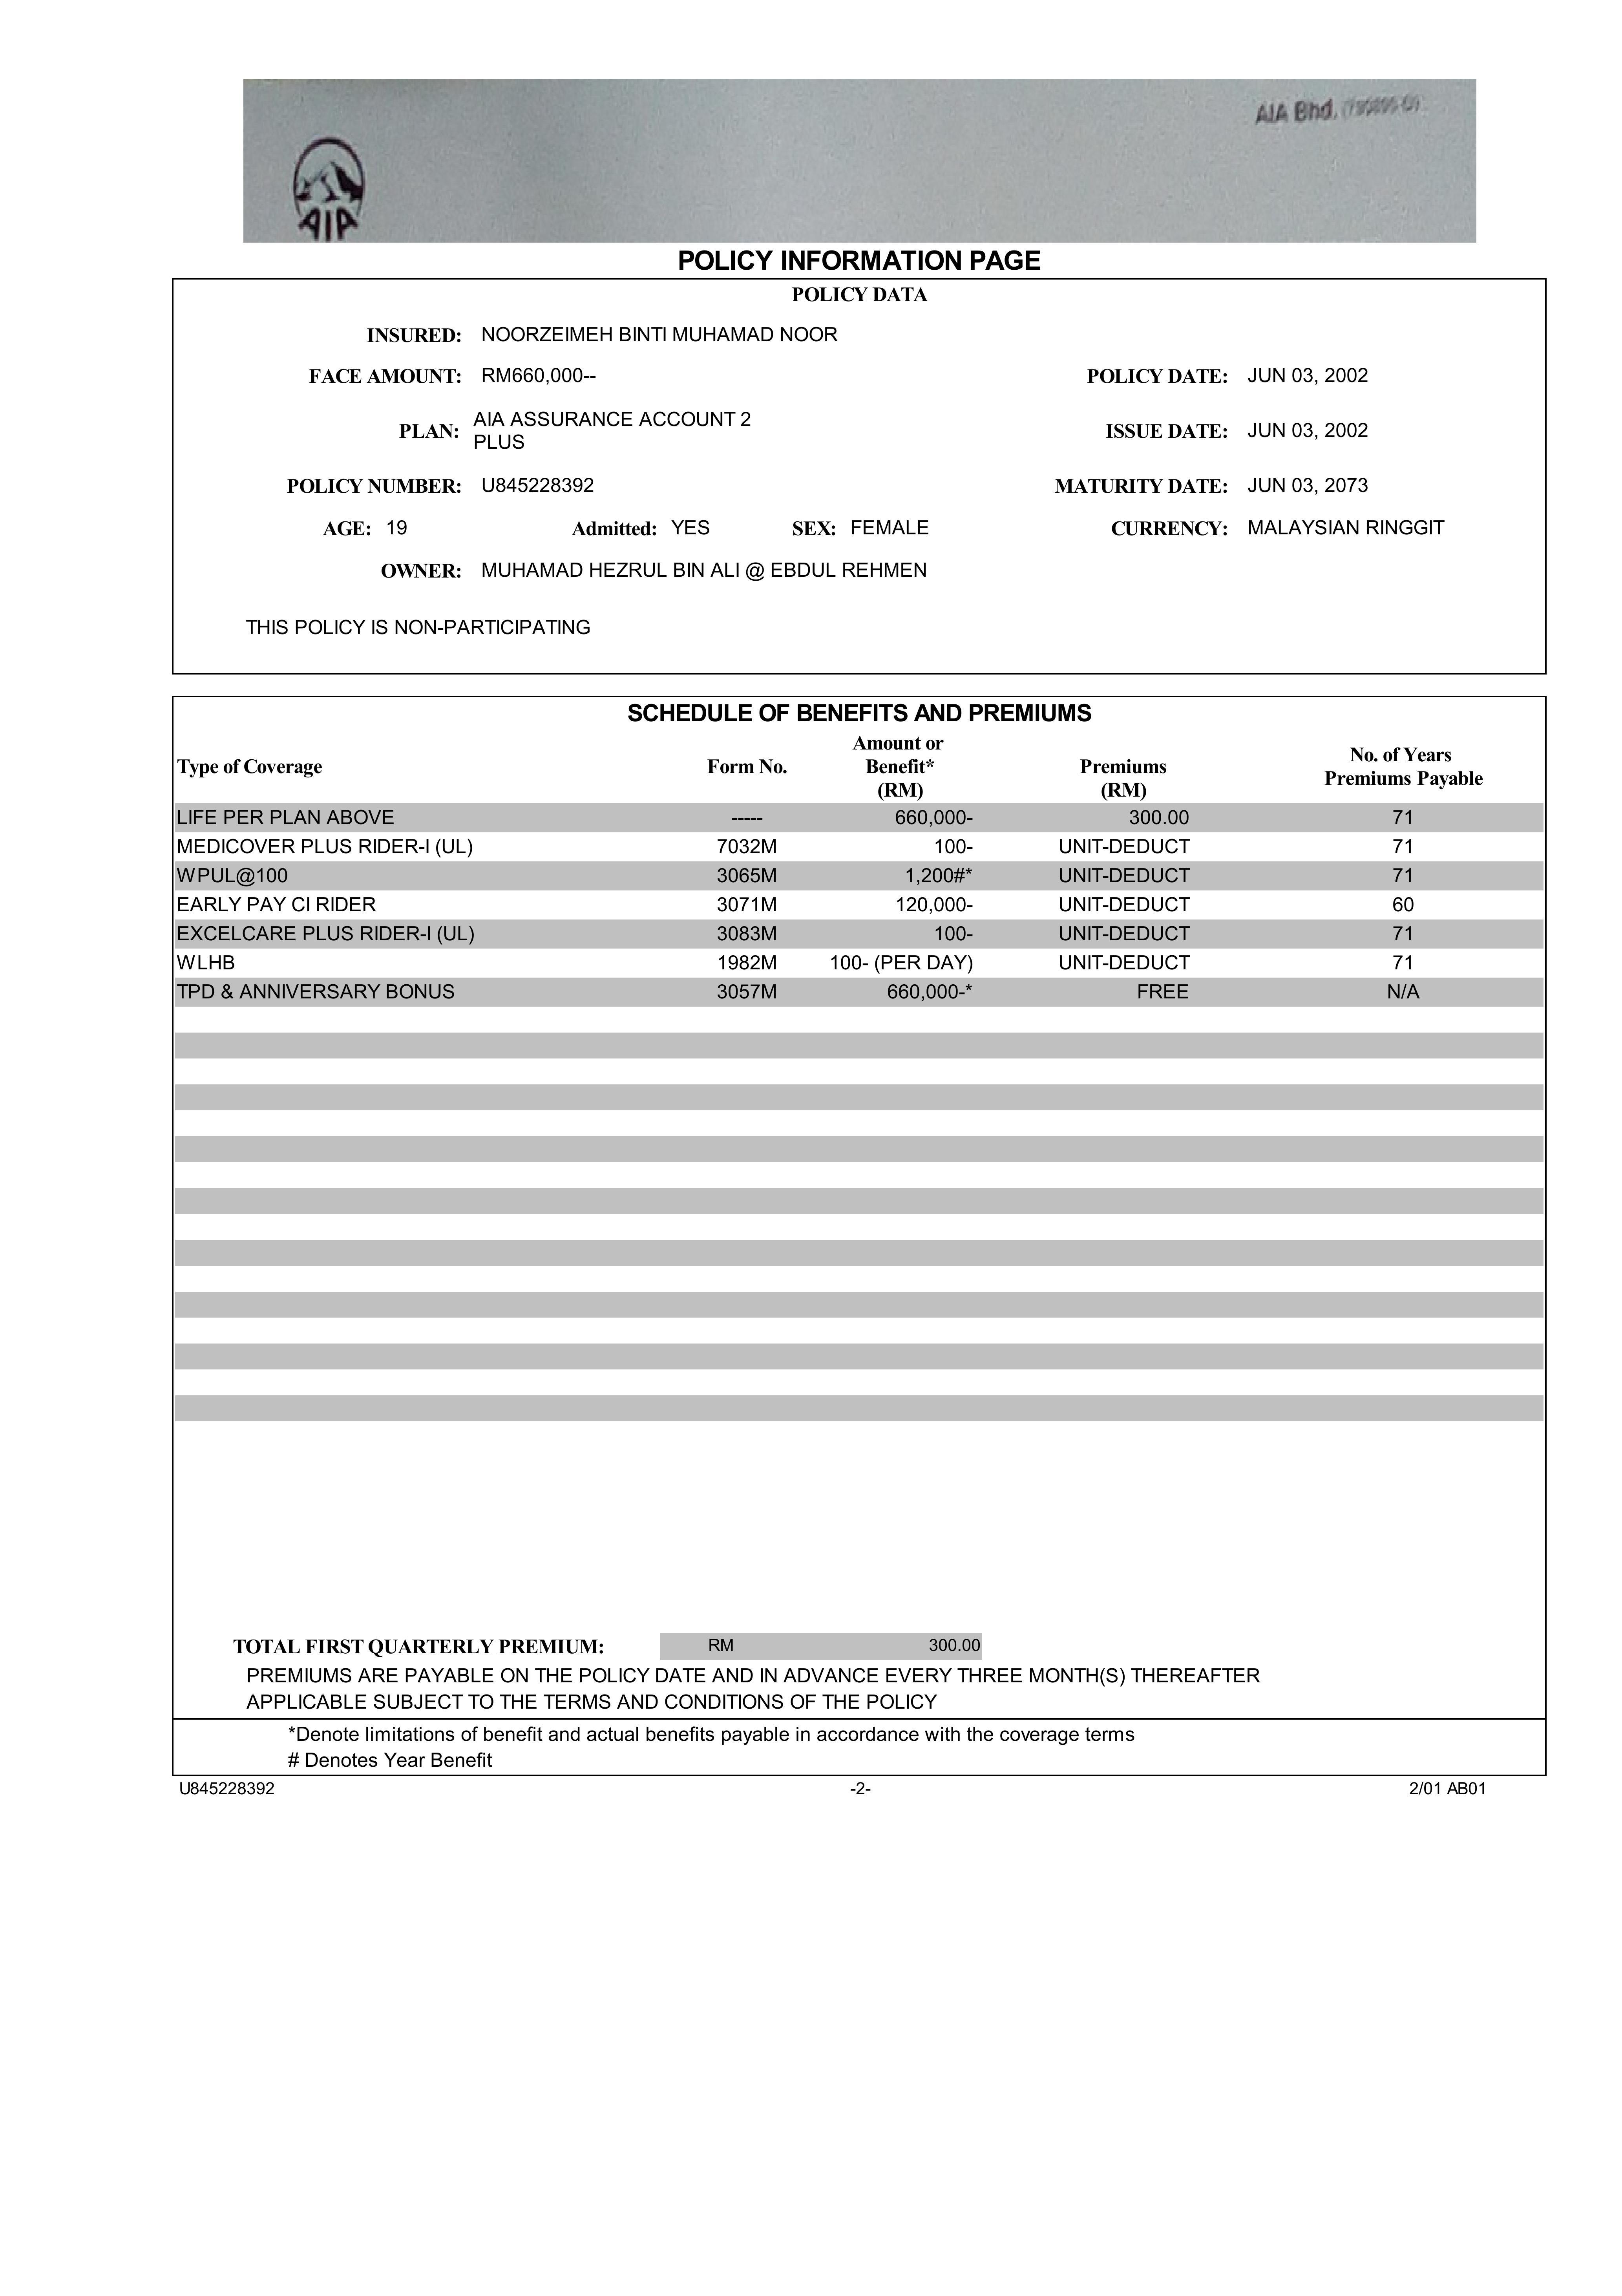 AIA Bhd.
AIA
POLICY INFORMATION PAGE
POLICY DATA
INSURED: NOORZEIMEH BINTI MUHAMAD NOOR
FACE AMOUNT: RM660,000-- POLICY DATE: JUN 03, 2002
PLAN: AIA ASSURANCE ACCOUNT 2
PLUS
ISSUE DATE: JUN 03, 2002
POLICY NUMBER: U845228392 MATURITY DATE: JUN 03, 2073
AGE: 19 Admitted: YES SEX: FEMALE CURRENCY: MALAYSIAN RINGGIT
OWNER: MUHAMAD HEZRUL BIN ALI @ EBDUL REHMEN
THIS POLICY IS NON-PARTICIPATING
SCHEDULE OF BENEFITS AND PREMIUMS
Type of Coverage Form No. Amount or Benefit* (RM) Premiums (RM) No. of Years Premiums Payable
LIFE PER PLAN ABOVE ----- 660,000- 300.00 71
MEDICOVER PLUS RIDER-I (UL) 7032M 100- UNIT-DEDUCT 71
WPUL@100 3065M 1,200#* UNIT-DEDUCT 71
EARLY PAY CI RIDER 3071M 120,000- UNIT-DEDUCT 60
EXCELCARE PLUS RIDER-I (UL) 3083M 100- UNIT-DEDUCT 71
WLHB 1982M 100- (PER DAY) UNIT-DEDUCT 71
TPD & ANNIVERSARY BONUS 3057M 660,000-* FREE N/A
TOTAL FIRST QUARTERLY PREMIUM: RM 300.00
PREMIUMS ARE PAYABLE ON THE POLICY DATE AND IN ADVANCE EVERY THREE MONTH(S) THEREAFTER
APPLICABLE SUBJECT TO THE TERMS AND CONDITIONS OF THE POLICY
*Denote limitations of benefit and actual benefits payable in accordance with the coverage terms
# Denotes Year Benefit
U845228392 -2- 2/01 AB01